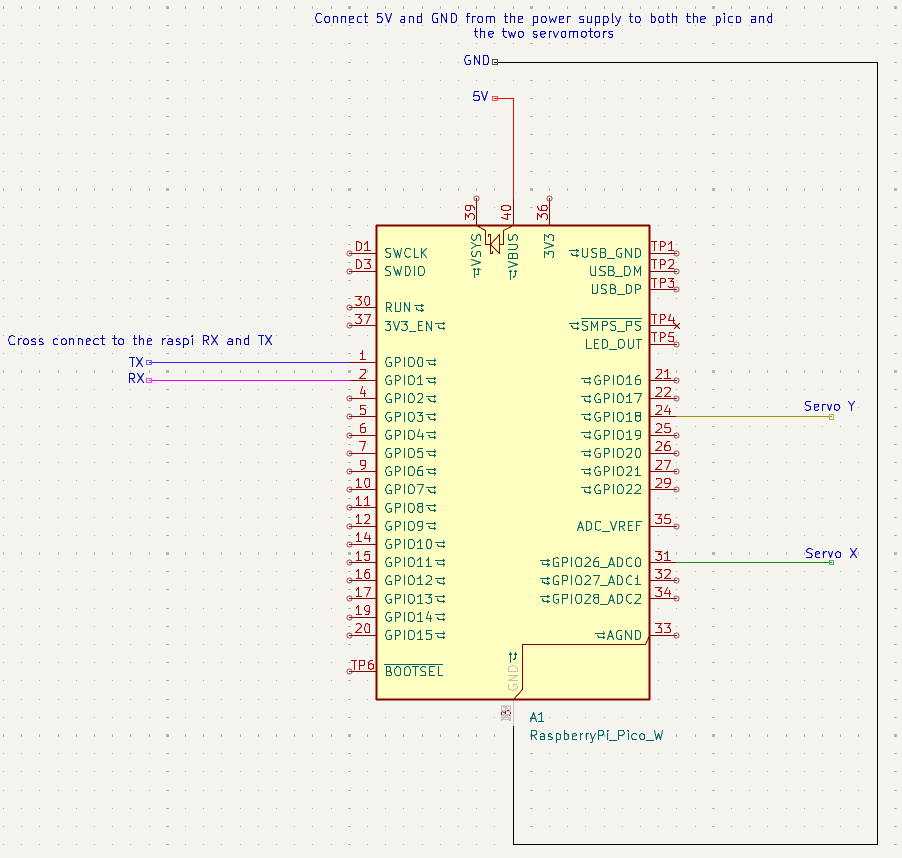 Connect 5V and GND from the power supply to both the pico and
the two servomotors
GND
5V
39
40
36
VSYS
VBUS
3V3
D1 SWCLK
D3 SWDIO
30 RUN
37 3V3_EN
USB_GND TP1
USB_DM TP2
USB_DP TP3
SMPS_PS TP4
LED_OUT TP5
Cross connect to the raspi RX and TX
TX
RX
1 GPIO0
2 GPIO1
4 GPIO2
5 GPIO3
6 GPIO4
7 GPIO5
9 GPIO6
10 GPIO7
11 GPIO8
12 GPIO9
14 GPIO10
15 GPIO11
16 GPIO12
17 GPIO13
19 GPIO14
20 GPIO15
TP6 BOOTSEL
GPIO16 21
GPIO17 22
GPIO18 24
GPIO19 25
GPIO20 26
GPIO21 27
GPIO22 29
ADC_VREF 35
GPIO26_ADC0 31
GPIO27_ADC1 32
GPIO28_ADC2 34
AGND 33
Servo Y
Servo X
GND
A1
RaspberryPi_Pico_W